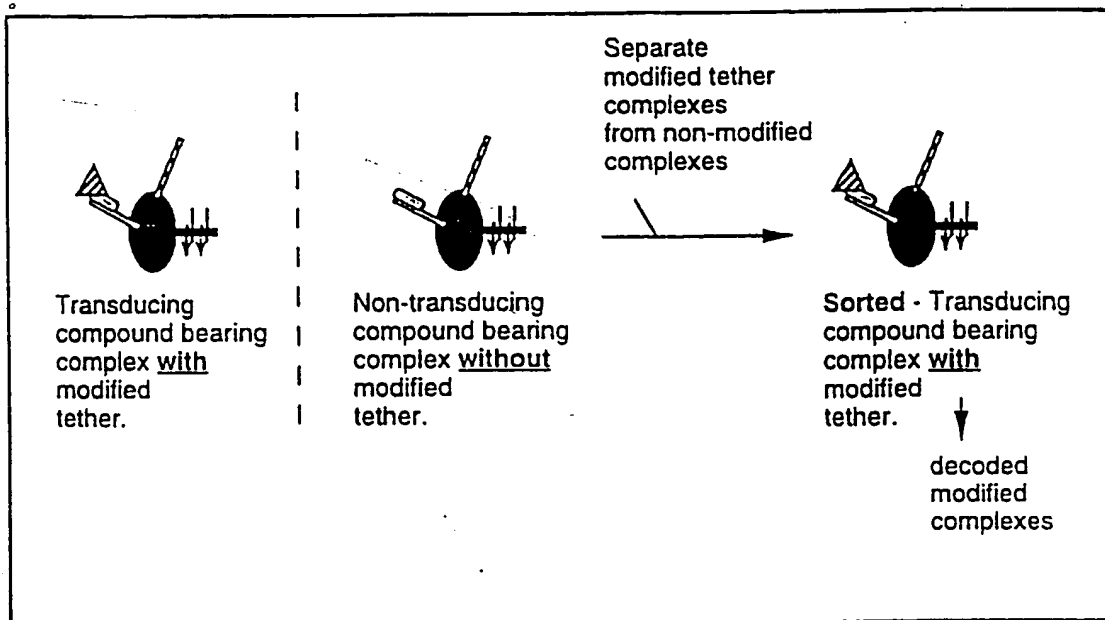 Separate
modified tether
complexes
from non-modified
complexes
Transducing
compound bearing
complex with
modified
tether.
Non-transducing
compound bearing
complex without
modified
tether.
Sorted - Transducing
compound bearing
complex with
modified
tether.
decoded
modified
complexes